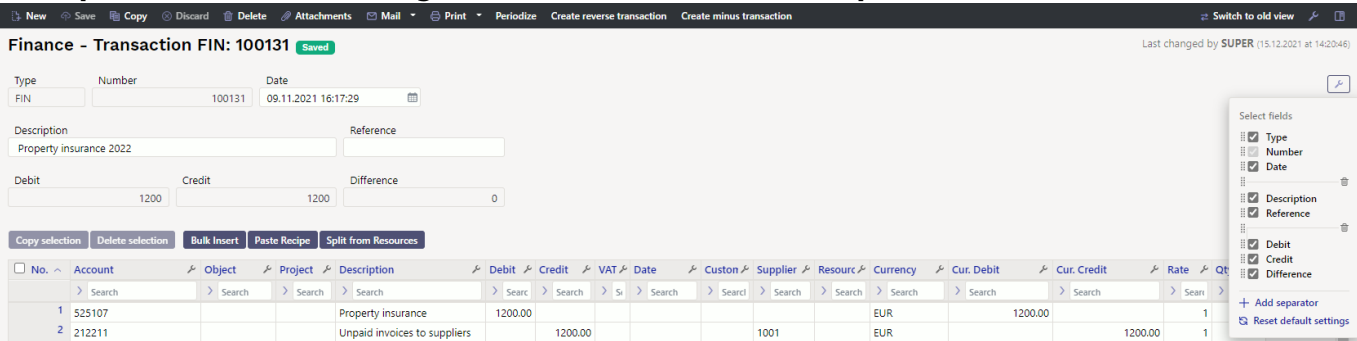 New Save Copy Discard Delete Attachments Mail Print Periodize Create reverse transaction Create minus transaction Switch to old view
Finance - Transaction FIN: 100131 Saved Last changed by SUPER (15.12.2021 at 14:20:46)
Type Number Date
FIN 100131 09.11.2021 16:17:29
Description Reference
Property insurance 2022
Debit Credit Difference
1200 1200 0
Select fields
Type
Number
Date
Description
Reference
Debit
Credit
Difference
+ Add separator
Reset default settings
Copy selection Delete selection Bulk Insert Paste Recipe Split from Resources
No. Account Object Project Description Debit Credit VAT Date Custon Supplier Resourc Currency Cur. Debit Cur. Credit Rate
Search Search Search Search Searc Search Se Search Searcl Search Search Search Search Search Searc
1 525107 Property insurance 1200.00 EUR 1200.00 1
2 212211 Unpaid invoices to suppliers 1200.00 1001 EUR 1200.00 1